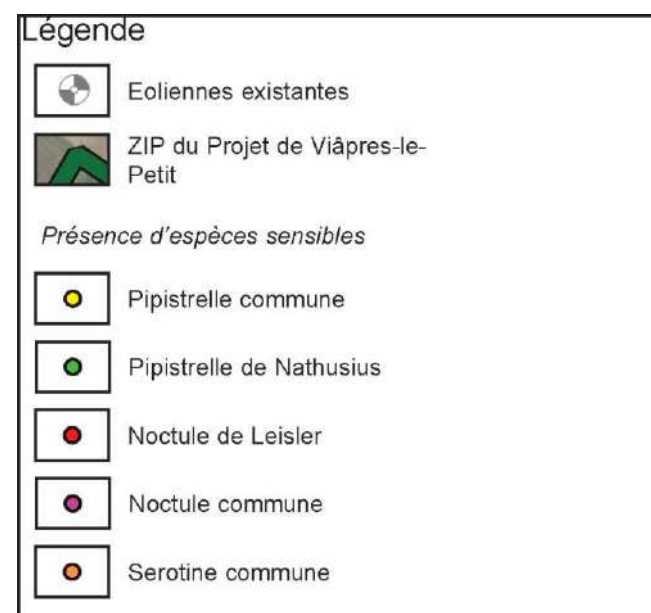 Légende
Eoliennes existantes
ZIP du Projet de Viâpres-le-
Petit
Présence d'espèces sensibles
Pipistrelle commune
Pipistrelle de Nathusius
Noctule de Leisler
Noctule commune
Serotine commune